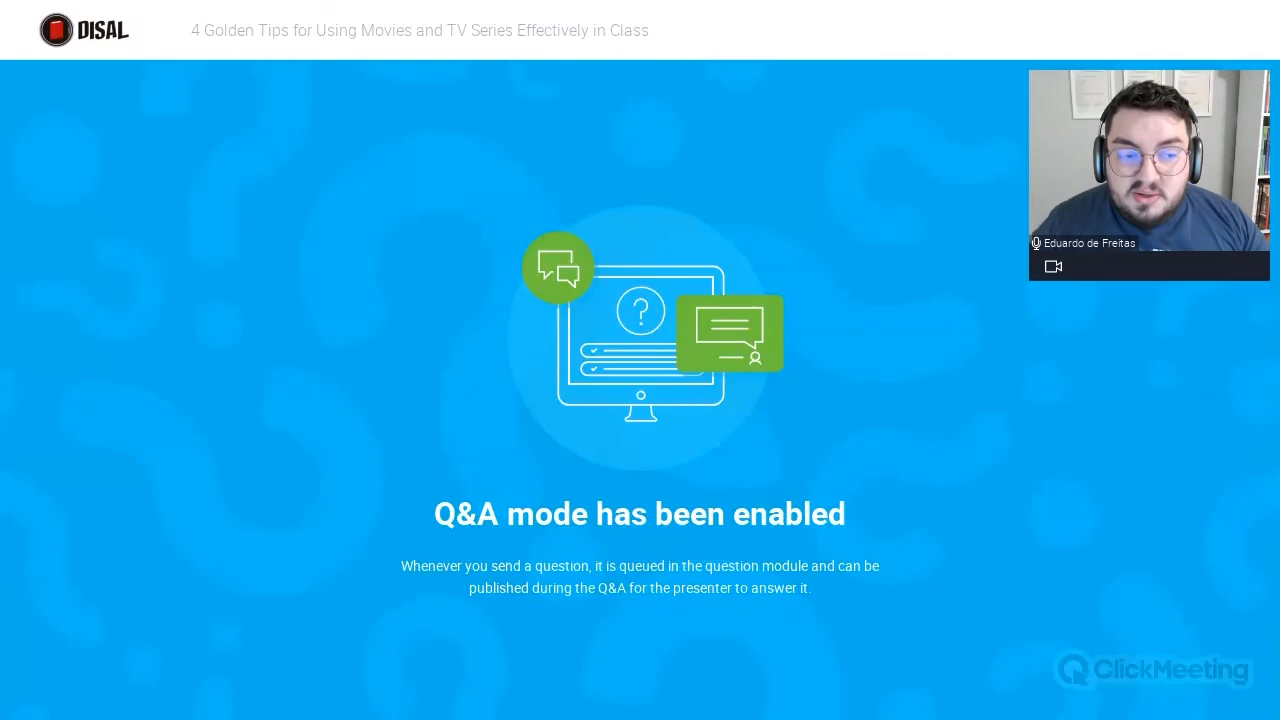 DISAL
4 Golden Tips for Using Movies and TV Series Effectively in Class
Eduardo de Freitas
?
Q&A mode has been enabled
Whenever you send a question, it is queued in the question module and can be
published during the Q&A for the presenter to answer it.
ClickMeeting